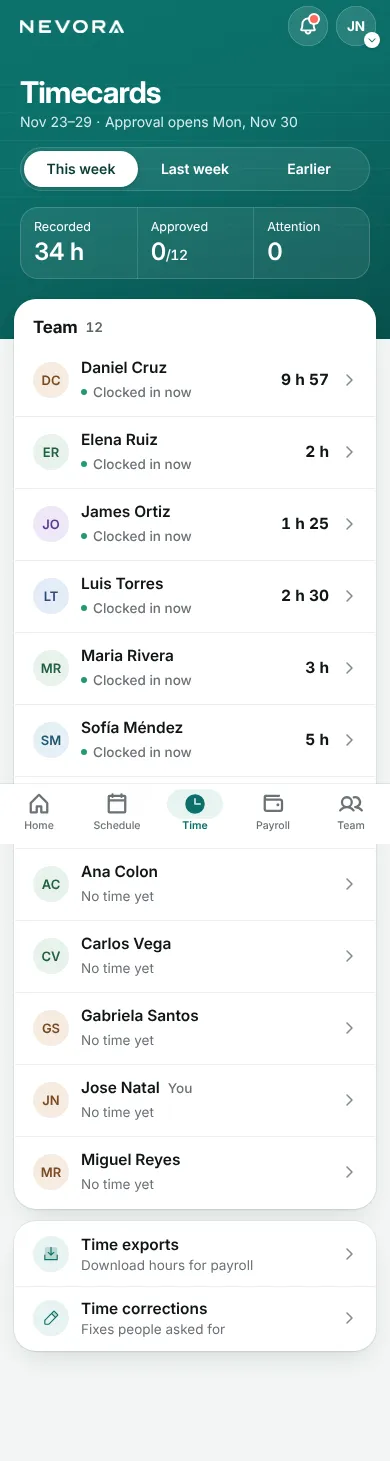 NEVORA
JN
Timecards
Nov 23–29 · Approval opens Mon, Nov 30
This week
Last week
Earlier
Recorded
34 h
Approved
0/12
Attention
0
Team 12
DC
Daniel Cruz
Clocked in now
9 h 57
ER
Elena Ruiz
Clocked in now
2 h
JO
James Ortiz
Clocked in now
1 h 25
LT
Luis Torres
Clocked in now
2 h 30
MR
Maria Rivera
Clocked in now
3 h
SM
Sofía Méndez
Clocked in now
5 h
Home
Schedule
Time
Payroll
Team
AC
Ana Colon
No time yet
CV
Carlos Vega
No time yet
GS
Gabriela Santos
No time yet
JN
Jose Natal You
No time yet
MR
Miguel Reyes
No time yet
Time exports
Download hours for payroll
Time corrections
Fixes people asked for